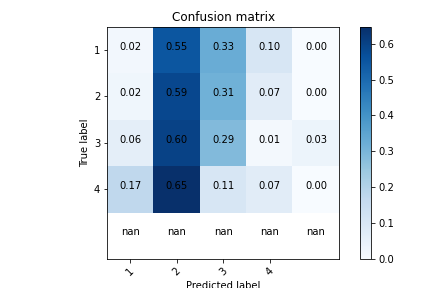 Confusion matrix
1 0.02 0.55 0.33 0.10 0.00
2 0.02 0.59 0.31 0.07 0.00
3 0.06 0.60 0.29 0.01 0.03
4 0.17 0.65 0.11 0.07 0.00
nan nan nan nan nan
1 2 3 4
True label
Predicted label
0.6
0.5
0.4
0.3
0.2
0.1
0.0